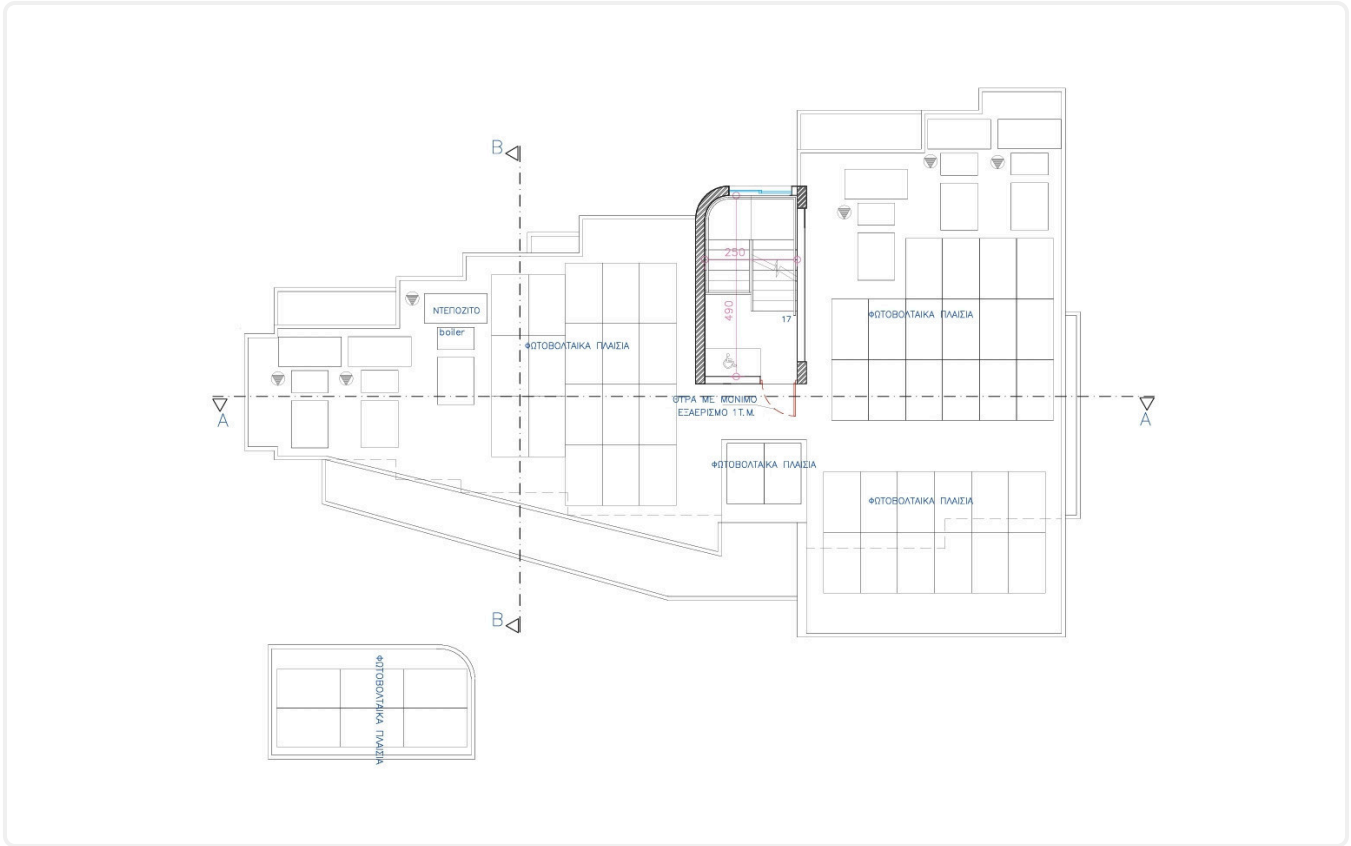 B
250
ΝΤΕΠΟΖΙΤΟ
490
ΦΩΤΟΒΟΛΤΑΙΚΑ ΠΛΑΙΣΙΑ
17
boiler
ΦΩΤΟΒΟΛΤΑΙΚΑ ΠΛΑΙΣΙΑ
ΘΥΡΑ ΜΕ ΜΟΝΙΜΟ
ΕΞΑΕΡΙΣΜΟ 1Τ.Μ.
A
A
ΦΩΤΟΒΟΛΤΑΙΚΑ ΠΛΑΙΣΙΑ
ΦΩΤΟΒΟΛΤΑΙΚΑ ΠΛΑΙΣΙΑ
B
ΦΩΤΟΒΟΛΤΑΙΚΑ ΠΛΑΙΣΙΑ